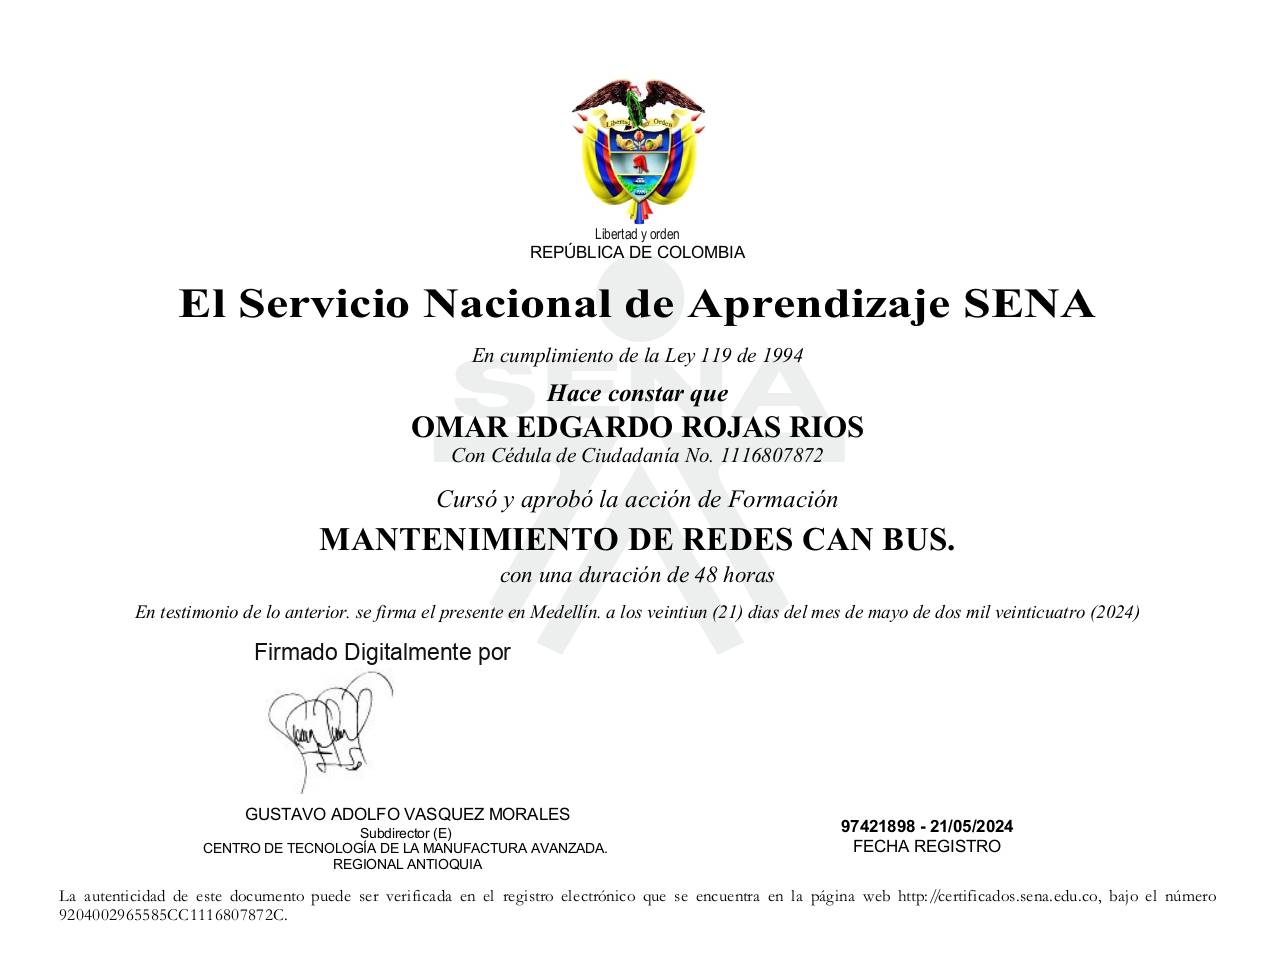 Libertad y Orden
Libertad y orden
REPÚBLICA DE COLOMBIA
El Servicio Nacional de Aprendizaje SENA
En cumplimiento de la Ley 119 de 1994
SENA
Hace constar que
OMAR EDGARDO ROJAS RIOS
Con Cédula de Ciudadanía No. 1116807872
Cursó y aprobó la acción de Formación
MANTENIMIENTO DE REDES CAN BUS.
con una duración de 48 horas
En testimonio de lo anterior. se firma el presente en Medellín. a los veintiun (21) dias del mes de mayo de dos mil veinticuatro (2024)
Firmado Digitalmente por
GUSTAVO ADOLFO VASQUEZ MORALES
Subdirector (E)
CENTRO DE TECNOLOGÍA DE LA MANUFACTURA AVANZADA.
REGIONAL ANTIOQUIA
97421898 - 21/05/2024
FECHA REGISTRO
La autenticidad de este documento puede ser verificada en el registro electrónico que se encuentra en la página web http://certificados.sena.edu.co, bajo el número
9204002965585CC1116807872C.